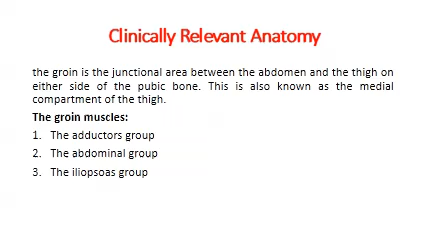 Clinically Relevant Anatomy
the groin is the junctional area between the abdomen and the thigh on
either side of the pubic bone. This is also known as the medial
compartment of the thigh.
The groin muscles:
1. The adductors group
2. The abdominal group
3. The iliopsoas group